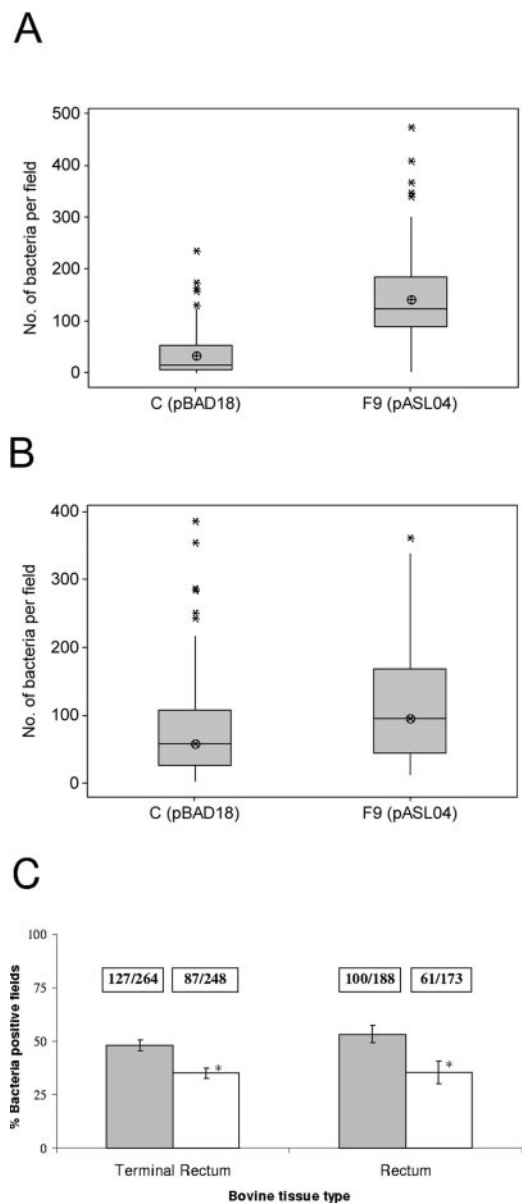 A
No. of bacteria per field
500
400
300
200
100
0
C (pBAD18) F9 (pASL04)
B
No. of bacteria per field
400
300
200
100
0
C (pBAD18) F9 (pASL04)
C
% Bacteria positive fields
100
75
50
25
0
127/264 87/248 100/188 61/173
* *
Terminal Rectum Rectum
Bovine tissue type